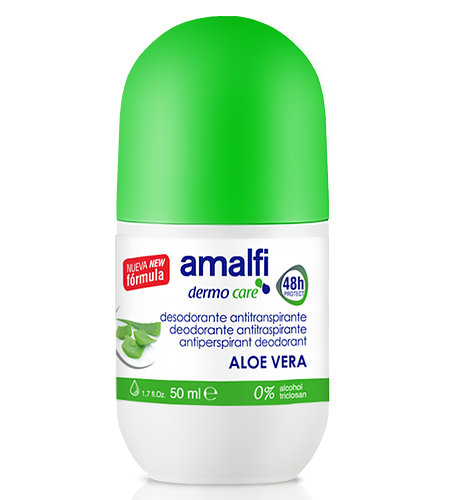 NUEVA NEW
fórmula
amalfi
dermo care
48h
PROTECT
desodorante antitranspirante
deodorante antitraspirante
antiperspirant deodorant
ALOE VERA
1,7 fl.Oz. 50 ml ℮
0% alcohol
triclosan